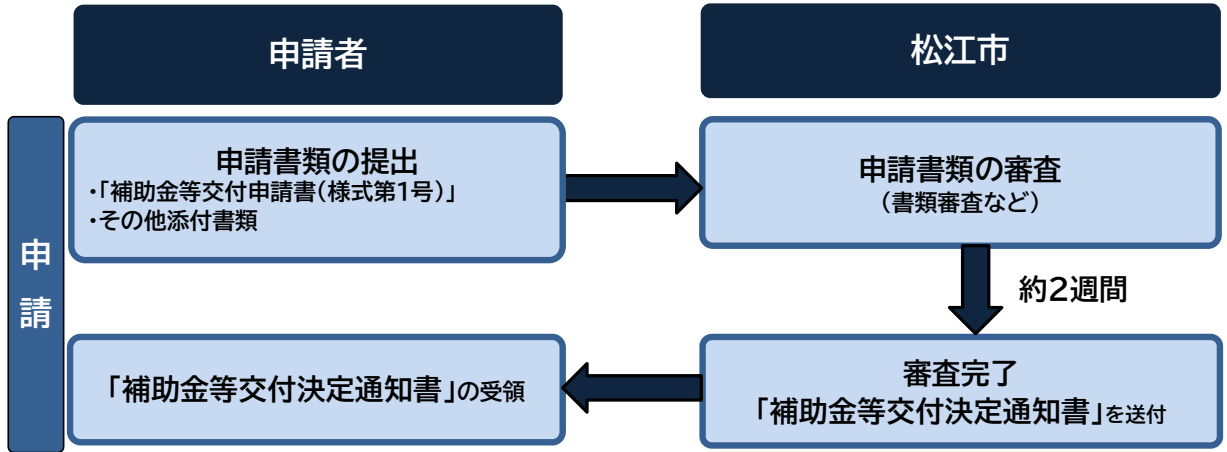 申請者
松江市
申請
申請書類の提出
・「補助金等交付申請書(様式第1号)」
・その他添付書類
申請書類の審査
(書類審査など)
約2週間
「補助金等交付決定通知書」の受領
審査完了
「補助金等交付決定通知書」を送付